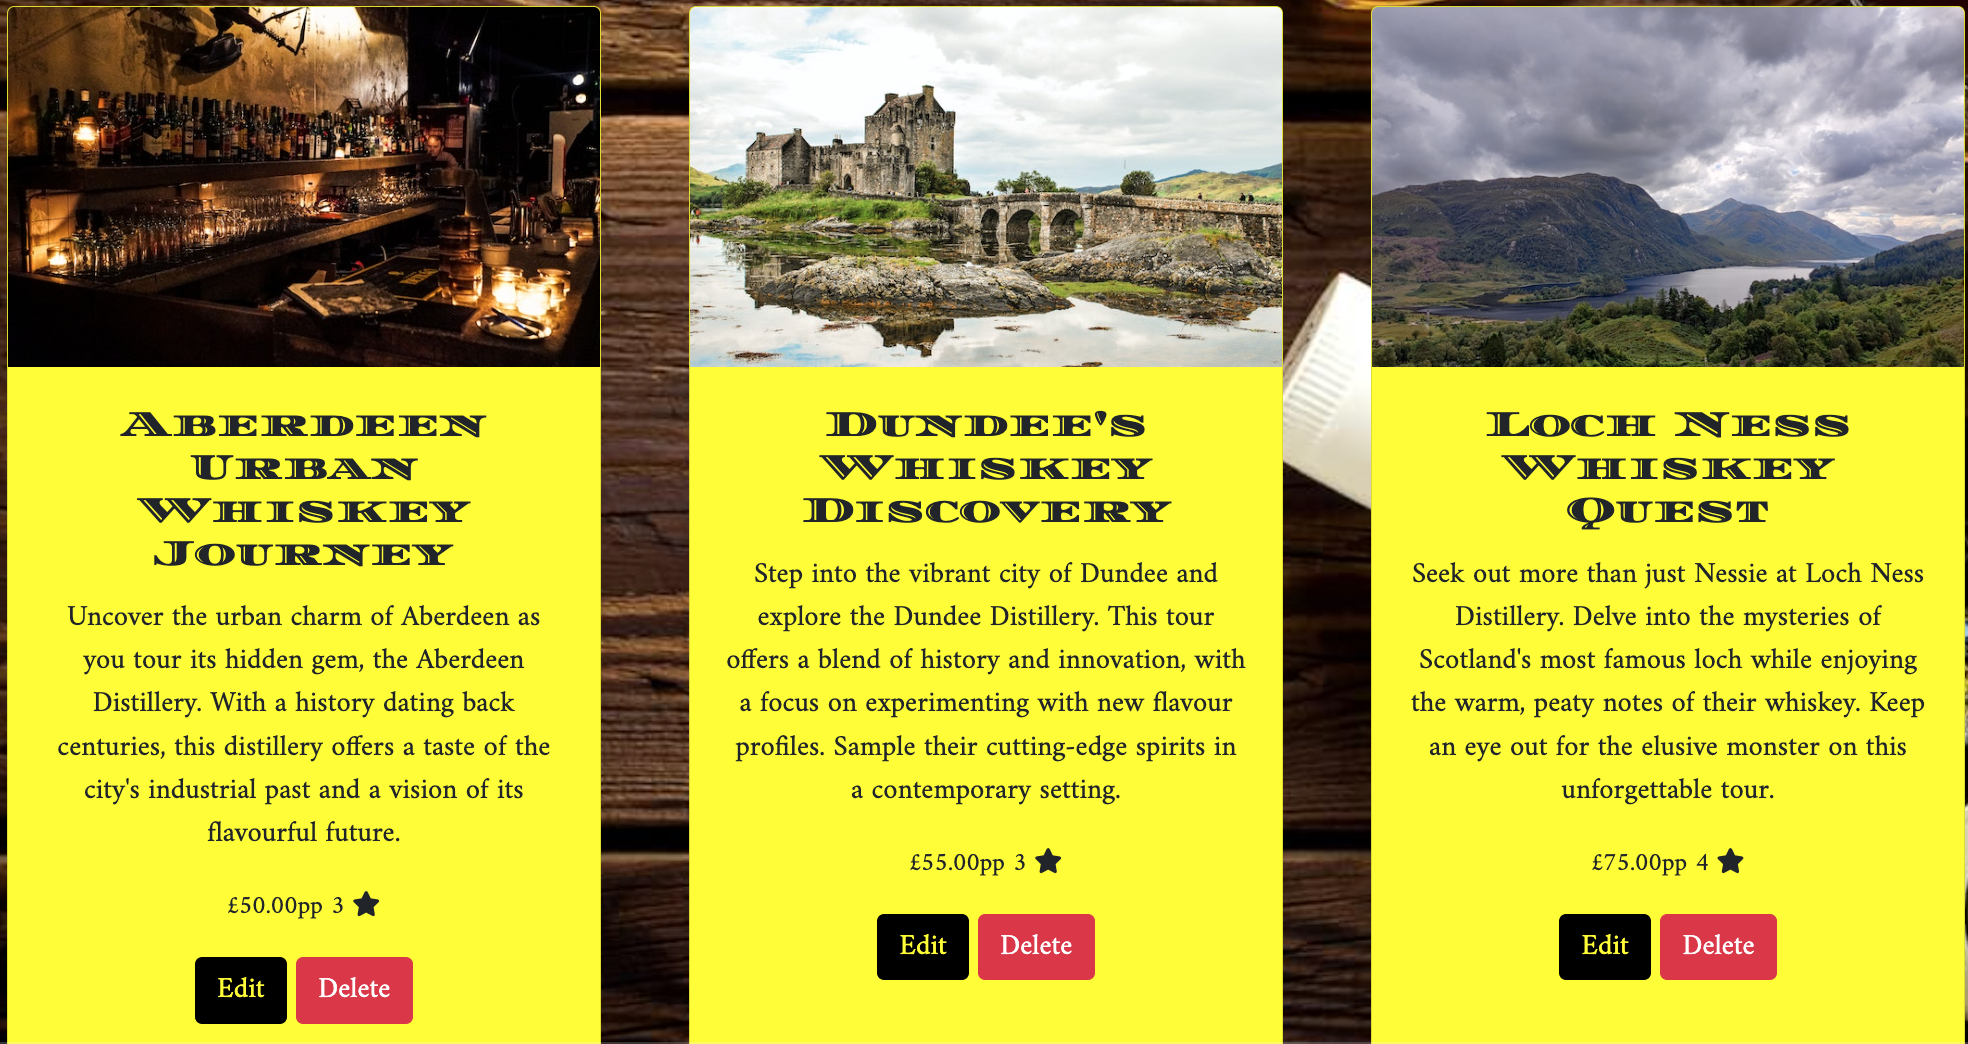 Aberdeen
Urban
Whiskey
Journey
Uncover the urban charm of Aberdeen as
you tour its hidden gem, the Aberdeen
Distillery. With a history dating back
centuries, this distillery offers a taste of the
city's industrial past and a vision of its
flavourful future.
£50.00pp 3
Edit Delete
Dundee's
Whiskey
Discovery
Step into the vibrant city of Dundee and
explore the Dundee Distillery. This tour
offers a blend of history and innovation, with
a focus on experimenting with new flavour
profiles. Sample their cutting-edge spirits in
a contemporary setting.
£55.00pp 3
Edit Delete
Loch Ness
Whiskey
Quest
Seek out more than just Nessie at Loch Ness
Distillery. Delve into the mysteries of
Scotland's most famous loch while enjoying
the warm, peaty notes of their whiskey. Keep
an eye out for the elusive monster on this
unforgettable tour.
£75.00pp 4
Edit Delete